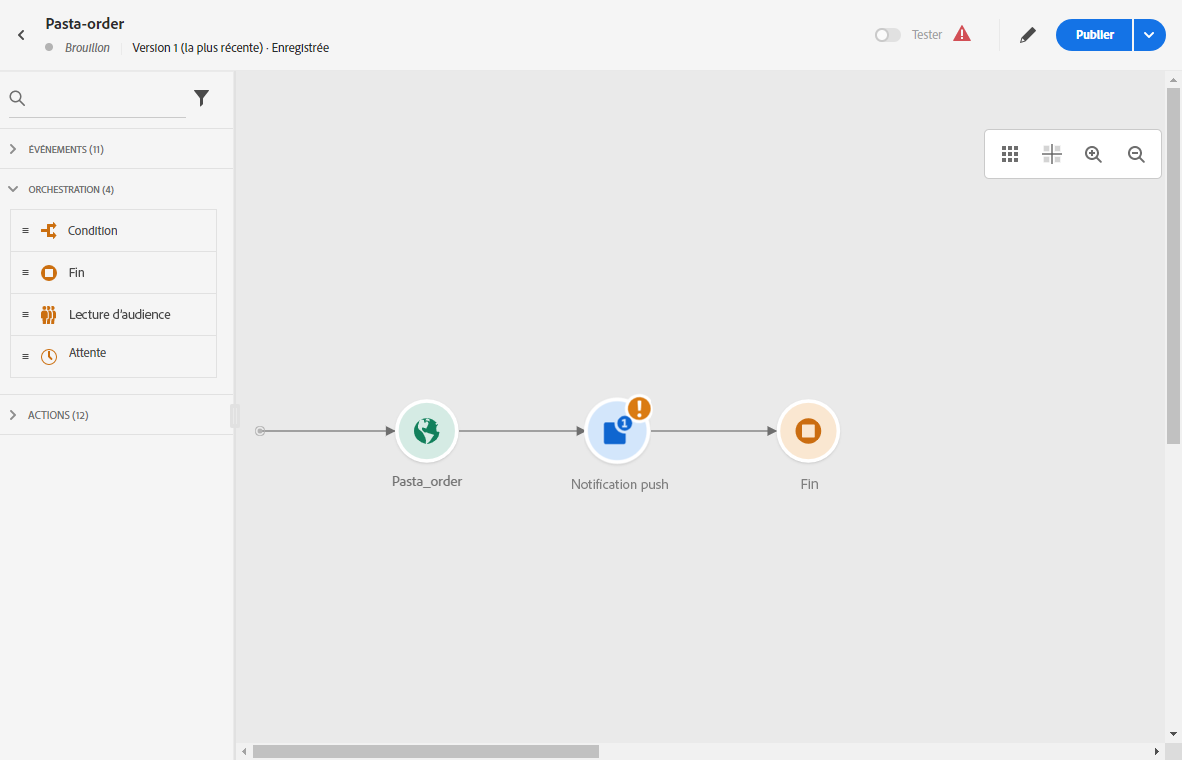 Pasta-order
Brouillon Version 1 (la plus récente) · Enregistrée
Tester
Publier
ÉVÉNEMENTS (11)
ORCHESTRATION (4)
Condition
Fin
Lecture d'audience
Attente
ACTIONS (12)
1
Pasta_order
Notification push
Fin